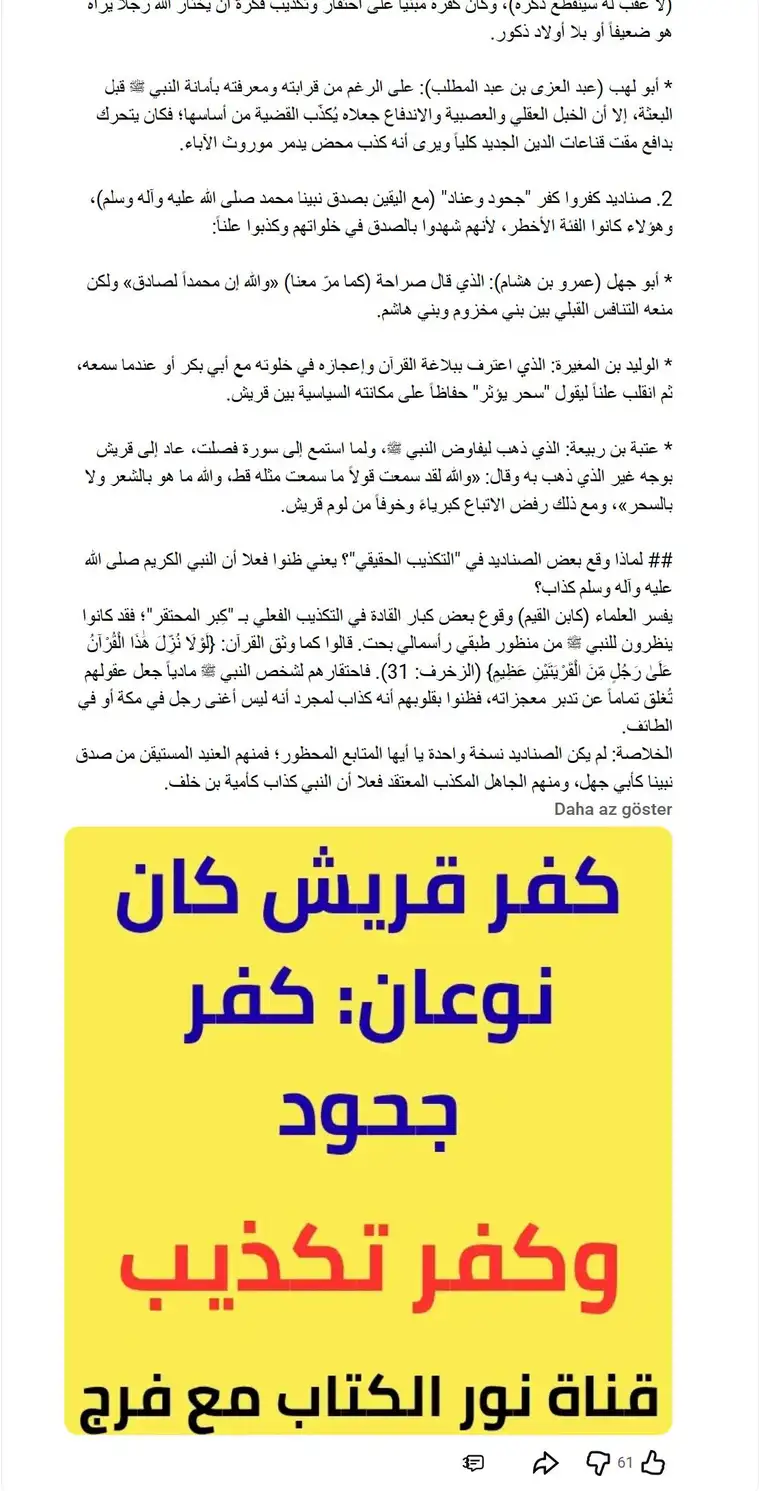 (لا عقب له سينقطع ذكره)، وكان كفره مبنياً على احتقار وتكذيب فكرة أن يختار الله رجلاً يراه
هو ضعيفاً أو بلا أولاد ذكور.
* أبو لهب (عبد العزى بن عبد المطلب): على الرغم من قرابته ومعرفته بأمانة النبي ﷺ قبل
البعثة، إلا أن الخبل العقلي والعصبية والاندفاع جعلاه يُكذّب القضية من أساسها؛ فكان يتحرك
بدافع مقت قناعات الدين الجديد كلياً ويرى أنه كذب محض يدمر موروث الآباء.
2. صناديد كفروا كفر "جحود وعناد" (مع اليقين بصدق نبينا محمد صلى الله عليه وآله وسلم)،
وهؤلاء كانوا الفئة الأخطر، لأنهم شهدوا بالصدق في خلواتهم وكذبوا علناً:
* أبو جهل (عمرو بن هشام): الذي قال صراحة (كما مرّ معنا) «والله إن محمداً لصادق» ولكن
منعه التنافس القبلي بين بني مخزوم وبني هاشم.
* الوليد بن المغيرة: الذي اعترف ببلاغة القرآن وإعجازه في خلوته مع أبي بكر أو عندما سمعه،
ثم انقلب علناً ليقول "سحر يؤثر" حفاظاً على مكانته السياسية بين قريش.
* عتبة بن ربيعة: الذي ذهب ليفاوض النبي ﷺ، ولما استمع إلى سورة فصلت، عاد إلى قريش
بوجه غير الذي ذهب به وقال: «والله لقد سمعت قولاً ما سمعت مثله قط، والله ما هو بالشعر ولا
بالسحر»، ومع ذلك رفض الاتباع كبرياءً وخوفاً من لوم قريش.
## لماذا وقع بعض الصناديد في "التكذيب الحقيقي"؟ يعني ظنوا فعلا أن النبي الكريم صلى الله
عليه وآله وسلم كذاب؟
يفسر العلماء (كابن القيم) وقوع بعض كبار القادة في التكذيب الفعلي بـ "كِبر المحتقر"؛ فقد كانوا
ينظرون للنبي ﷺ من منظور طبقي رأسمالي بحت. قالوا كما وثق القرآن: {لَوْلَا نُزِّلَ هَٰذَا الْقُرْآنُ
عَلَىٰ رَجُلٍ مِّنَ الْقَرْيَتَيْنِ عَظِيمٍ} (الزخرف: 31). فاحتقارهم لشخص النبي ﷺ مادياً جعل عقولهم
تُغلق تماماً عن تدبر معجزاته، فظنوا بقلوبهم أنه كذاب لمجرد أنه ليس أغنى رجل في مكة أو في
الطائف.
الخلاصة: لم يكن الصناديد نسخة واحدة يا أيها المتابع المحظور؛ فمنهم العنيد المستيقن من صدق
نبينا كأبي جهل، ومنهم الجاهل المكذب المعتقد فعلا أن النبي كذاب كأمية بن خلف.
Daha az göster
كفر قريش كان
نوعان: كفر
جحود
وكفر تكذيب
قناة نور الكتاب مع فرج
61
3